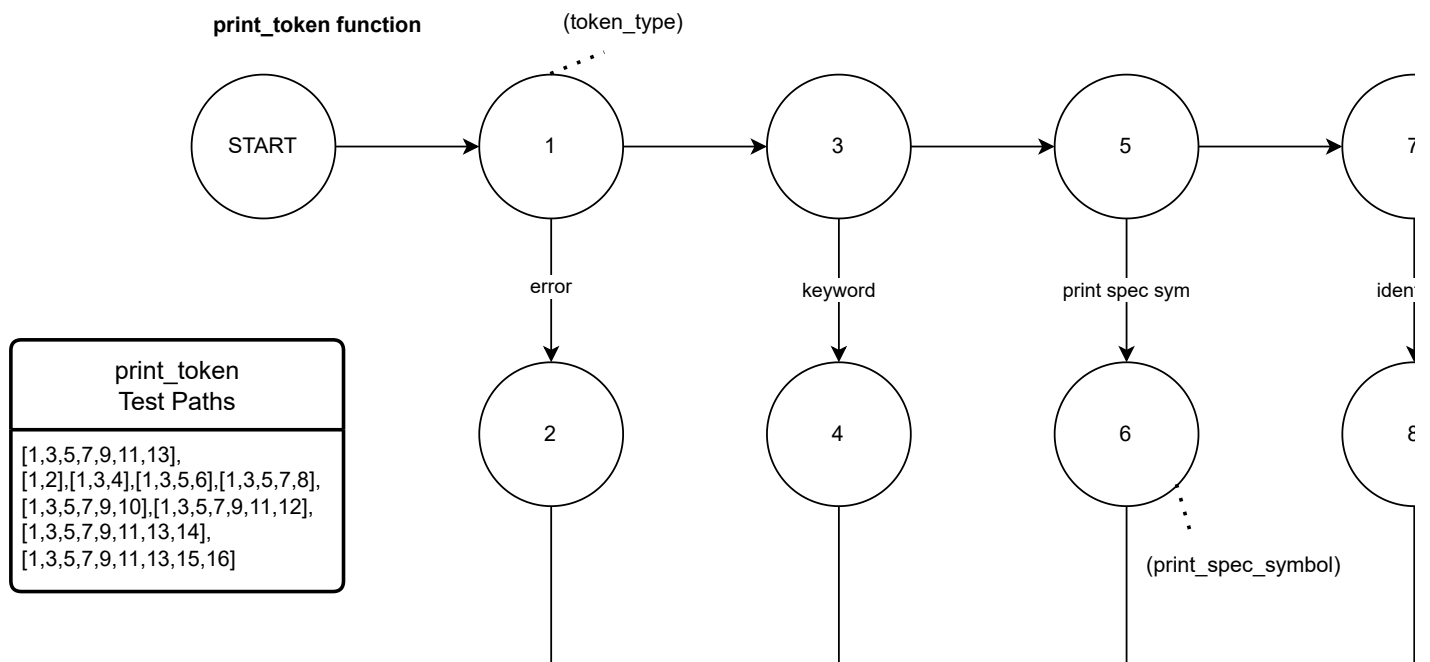 print_token function
(token_type)
START
1
3
5
7
error
keyword
print spec sym
print_token
Test Paths
[1,3,5,7,9,11,13],
[1,2],[1,3,4],[1,3,5,6],[1,3,5,7,8],
[1,3,5,7,9,10],[1,3,5,7,9,11,12],
[1,3,5,7,9,11,13,14],
[1,3,5,7,9,11,13,15,16]
2
4
6
8
(print_spec_symbol)